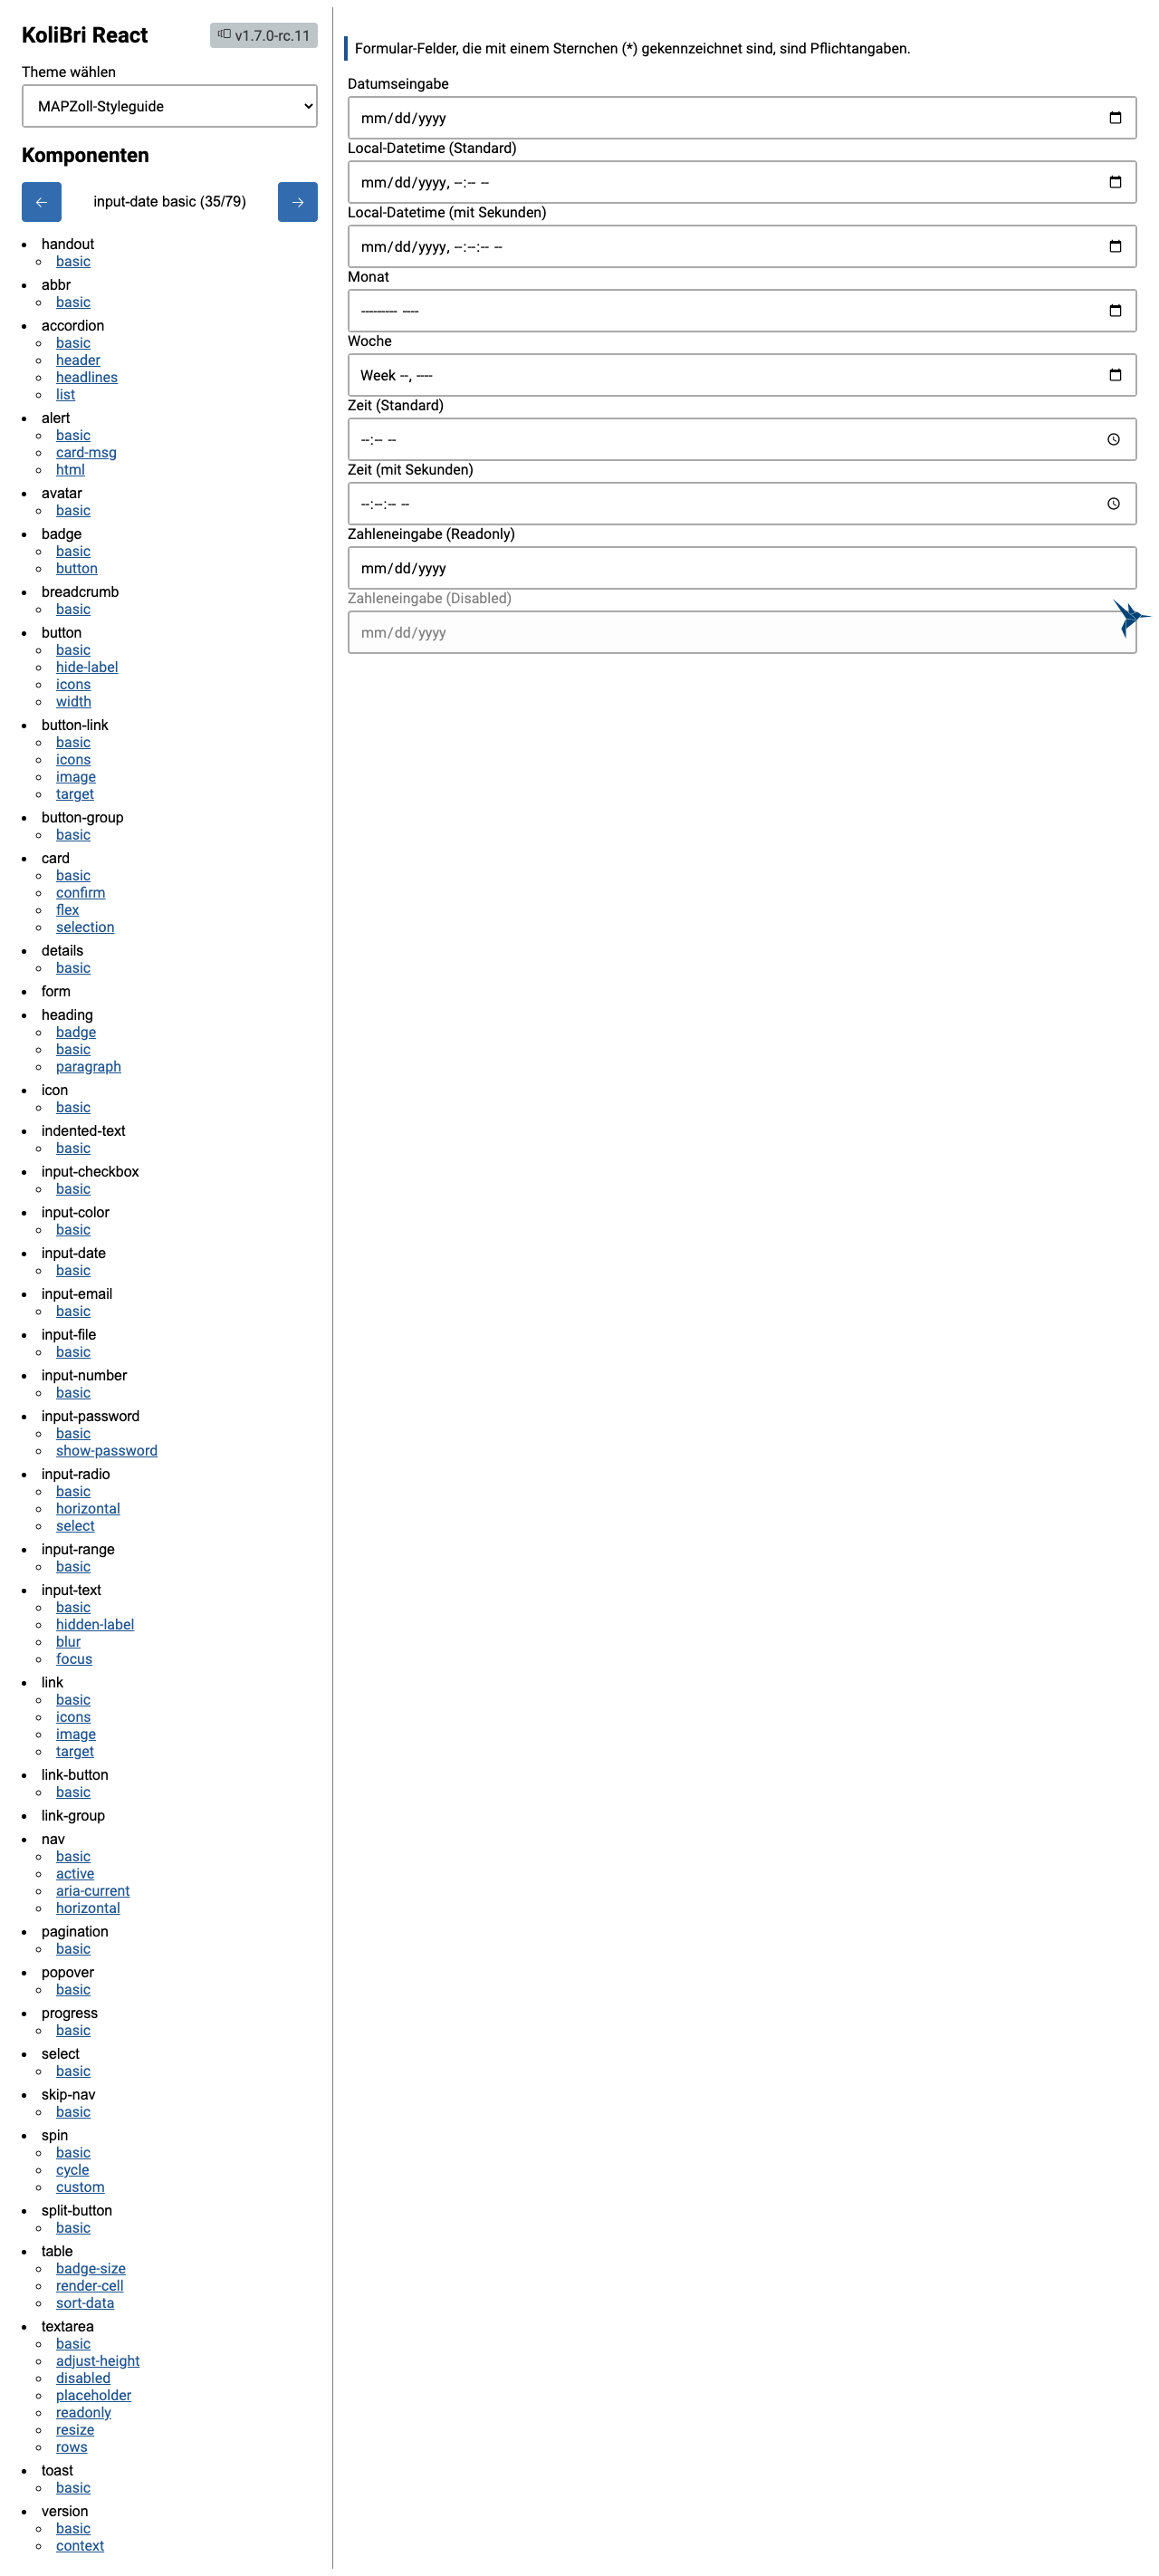 KoliBri React
v1.7.0-rc.11
Theme wählen
MAPZoll-Styleguide
Komponenten
←
input-date basic (35/79)
→
handout
basic
abbr
basic
accordion
basic
header
headlines
list
alert
basic
card-msg
html
avatar
basic
badge
basic
button
breadcrumb
basic
button
basic
hide-label
icons
width
button-link
basic
icons
image
target
button-group
basic
card
basic
confirm
flex
selection
details
basic
form
heading
badge
basic
paragraph
icon
basic
indented-text
basic
input-checkbox
basic
input-color
basic
input-date
basic
input-email
basic
input-file
basic
input-number
basic
input-password
basic
show-password
input-radio
basic
horizontal
select
input-range
basic
input-text
basic
hidden-label
blur
focus
link
basic
icons
image
target
link-button
basic
link-group
nav
basic
active
aria-current
horizontal
pagination
basic
popover
basic
progress
basic
select
basic
skip-nav
basic
spin
basic
cycle
custom
split-button
basic
table
badge-size
render-cell
sort-data
textarea
basic
adjust-height
disabled
placeholder
readonly
resize
rows
toast
basic
version
basic
context
Formular-Felder, die mit einem Sternchen (*) gekennzeichnet sind, sind Pflichtangaben.
Datumseingabe
mm/dd/yyyy
Local-Datetime (Standard)
mm/dd/yyyy, --:-- --
Local-Datetime (mit Sekunden)
mm/dd/yyyy, --:--:-- --
Monat
--------- ----
Woche
Week --, ----
Zeit (Standard)
--:-- --
Zeit (mit Sekunden)
--:--:-- --
Zahleneingabe (Readonly)
mm/dd/yyyy
Zahleneingabe (Disabled)
mm/dd/yyyy